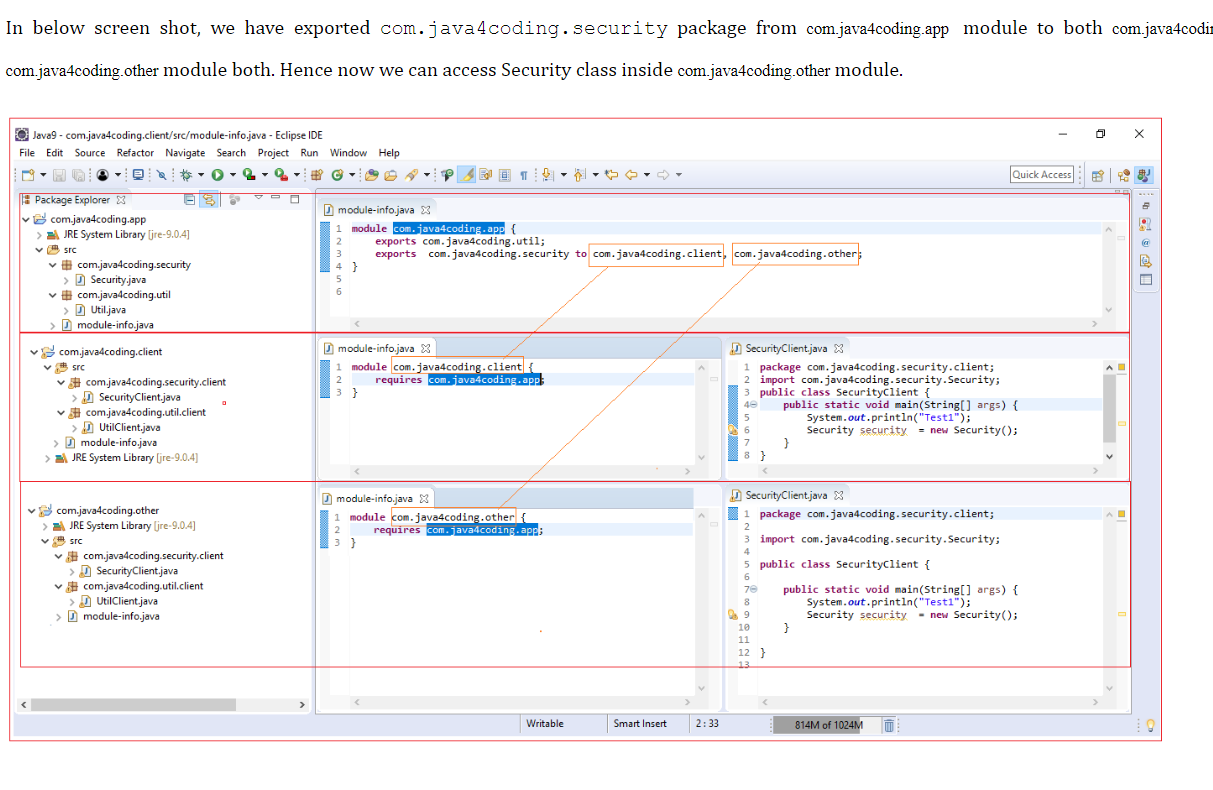 In below screen shot, we have exported com.java4coding.security package from com.java4coding.app module to both
com.java4coding.other module both. Hence now we can access Security class inside com.java4coding.other module.
Java9 - com.java4coding.client/src/module-info.java - Eclipse IDE
File Edit Source Refactor Navigate Search Project Run Window Help
Quick Access
Package Explorer
com.java4coding.app
JRE System Library [jre-9.0.4]
src
com.java4coding.security
Security.java
com.java4coding.util
Util.java
module-info.java
module-info.java
1 module com.java4coding.app {
2 exports com.java4coding.util;
3 exports com.java4coding.security to com.java4coding.client, com.java4coding.other;
4 }
5
6
com.java4coding.client
src
com.java4coding.security.client
SecurityClient.java
com.java4coding.util.client
UtilClient.java
module-info.java
JRE System Library [jre-9.0.4]
module-info.java
1 module com.java4coding.client {
2 requires com.java4coding.app;
3 }
SecurityClient.java
1 package com.java4coding.security.client;
2 import com.java4coding.security.Security;
3 public class SecurityClient {
4 public static void main(String[] args) {
5 System.out.println("Test1");
6 Security security = new Security();
7 }
8 }
com.java4coding.other
JRE System Library [jre-9.0.4]
src
com.java4coding.security.client
SecurityClient.java
com.java4coding.util.client
UtilClient.java
module-info.java
module-info.java
1 module com.java4coding.other {
2 requires com.java4coding.app;
3 }
SecurityClient.java
1 package com.java4coding.security.client;
2
3 import com.java4coding.security.Security;
4
5 public class SecurityClient {
6
7 public static void main(String[] args) {
8 System.out.println("Test1");
9 Security security = new Security();
10 }
11
12 }
13
Writable Smart Insert 2 : 33 814M of 1024M